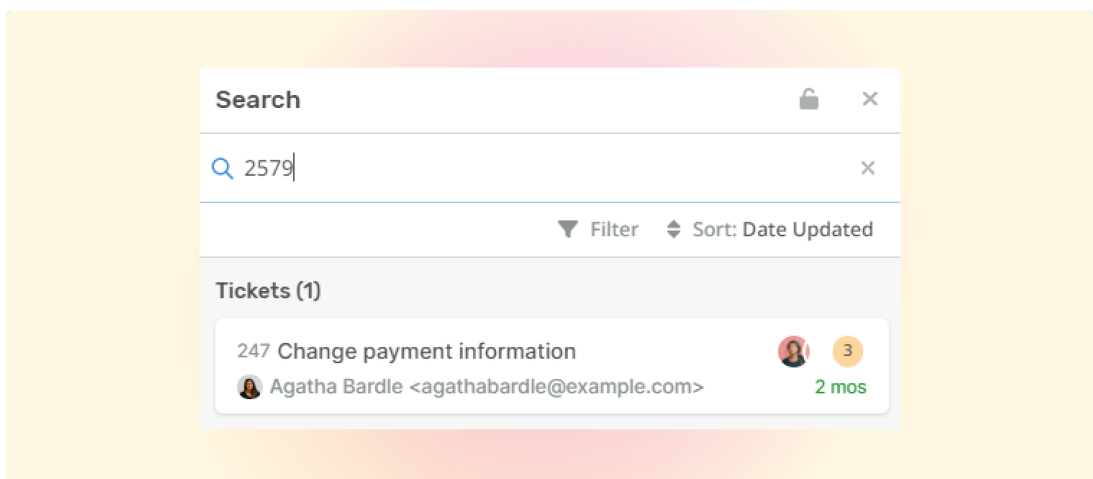 Search
2579
Filter Sort: Date Updated
Tickets (1)
247 Change payment information 3
Agatha Bardle <agathabardle@example.com> 2 mos